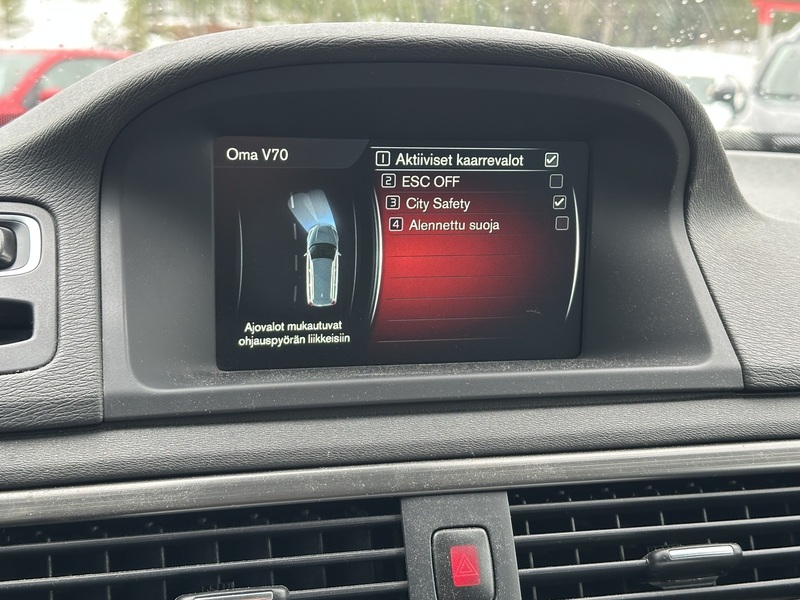 Oma V70
1 Aktiiviset kaarrevalot
2 ESC OFF
3 City Safety
4 Alennettu suoja
Ajovalot mukautuvat
ohjauspyörän liikkeisiin